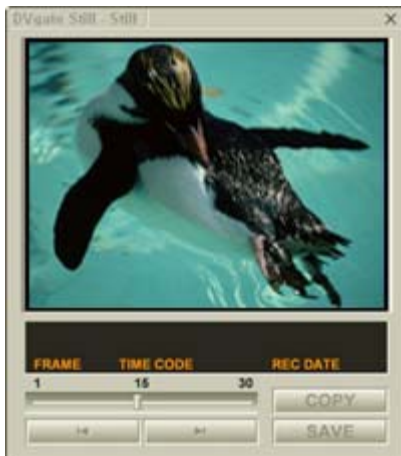 DVgate Still - Still
FRAME TIME CODE REC DATE
1 15 30
COPY
SAVE